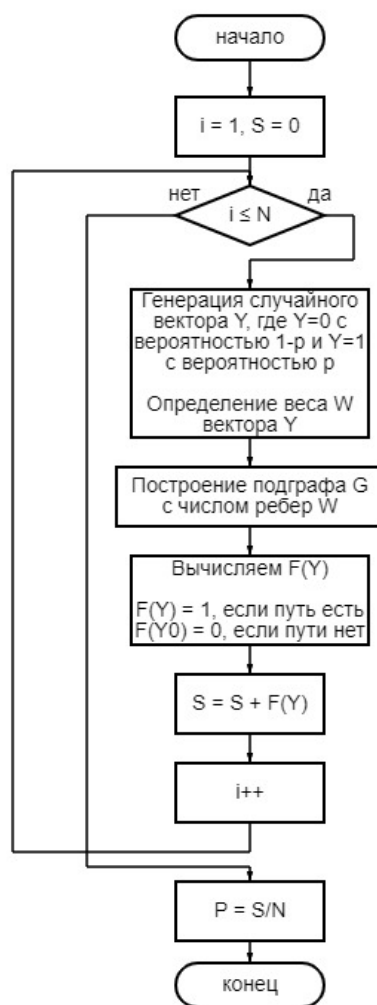 начало
i = 1, S = 0
нет
да
i ≤ N
Генерация случайного
вектора Y, где Y=0 с
вероятностью 1-p и Y=1
с вероятностью p
Определение веса W
вектора Y
Построение подграфа G
с числом ребер W
Вычисляем F(Y)
F(Y) = 1, если путь есть
F(Y0) = 0, если пути нет
S = S + F(Y)
i++
P = S/N
конец